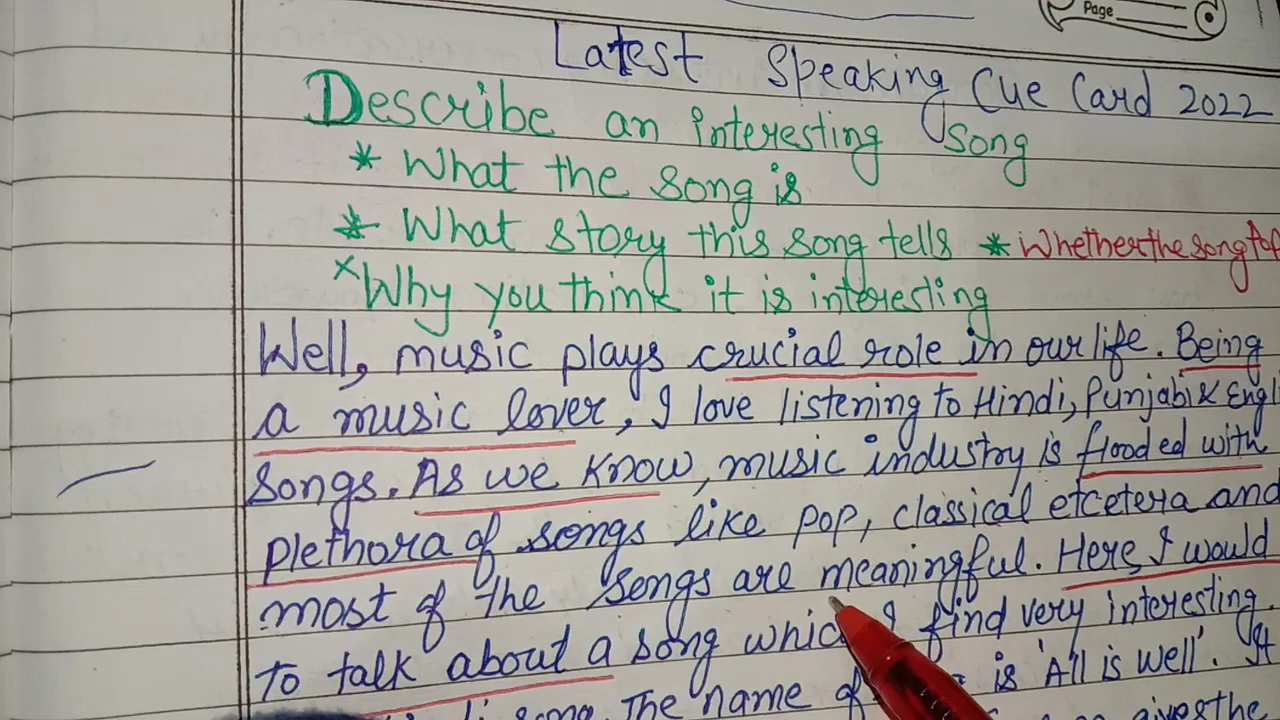 Page
Latest Speaking Cue Card 2022
Describe an interesting song
* What the song is
* What story this song tells * Whether the song
* Why you think it is interesting
Well, music plays crucial role in our life. Being
a music lover, I love listening to Hindi, Punjabi & Engl
songs. As we know, music industry is flooded with
plethora of songs like pop, classical etcetera and
most of the songs are meaningful. Here, I would
to talk about a song which I find very interesting.
song. The name of is 'All is well'. It
gives the